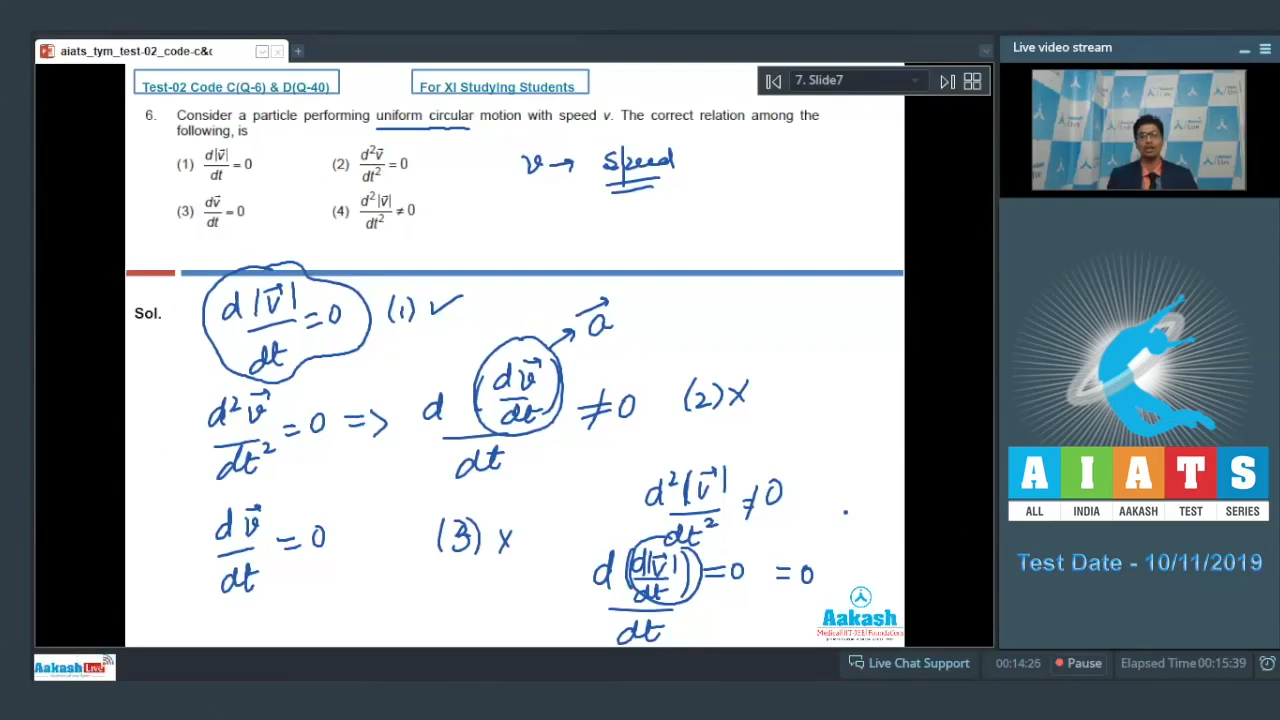 aiats_tym_test-02_code-c&d
Live video stream
Test-02 Code C(Q-6) & D(Q-40)
For XI Studying Students
7. Slide7
6. Consider a particle performing uniform circular motion with speed v. The correct relation among the
following, is
(1) d|v⃗|/dt = 0 (2) d²v⃗/dt² = 0
(3) dv⃗/dt = 0 (4) d²|v⃗|/dt² ≠ 0
v → speed
Sol.
d|v⃗|/dt = 0 (1) ✓
a⃗
d²v⃗/dt² = 0 => d(dv⃗/dt)/dt ≠ 0 (2) x
dv⃗/dt = 0 (3) x
d²|v⃗|/dt² ≠ 0
d(d|v⃗|/dt)/dt = 0 = 0
Aakash
Medical|IIT-JEE|Foundations
A I A T S
ALL INDIA AAKASH TEST SERIES
Test Date - 10/11/2019
Aakash Live
Live Chat Support
00:14:26
Pause
Elapsed Time 00:15:39